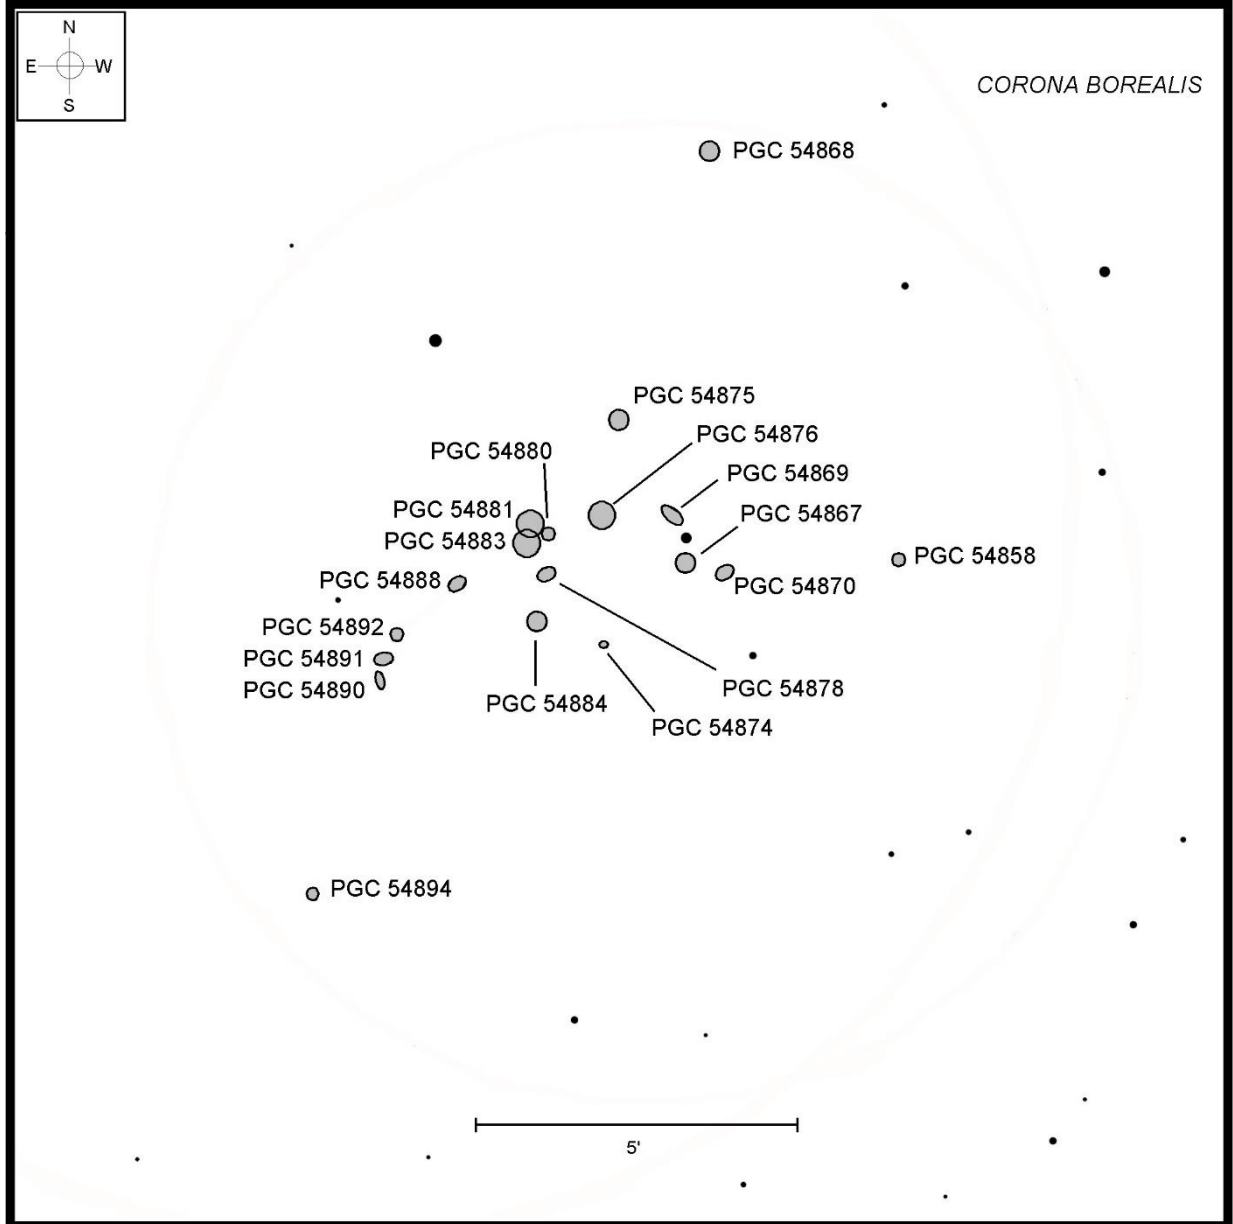 N
E W
S
CORONA BOREALIS
PGC 54868
PGC 54875
PGC 54876
PGC 54880
PGC 54869
PGC 54881
PGC 54867
PGC 54883
PGC 54858
PGC 54888
PGC 54870
PGC 54892
PGC 54891
PGC 54890
PGC 54878
PGC 54884
PGC 54874
PGC 54894
5'